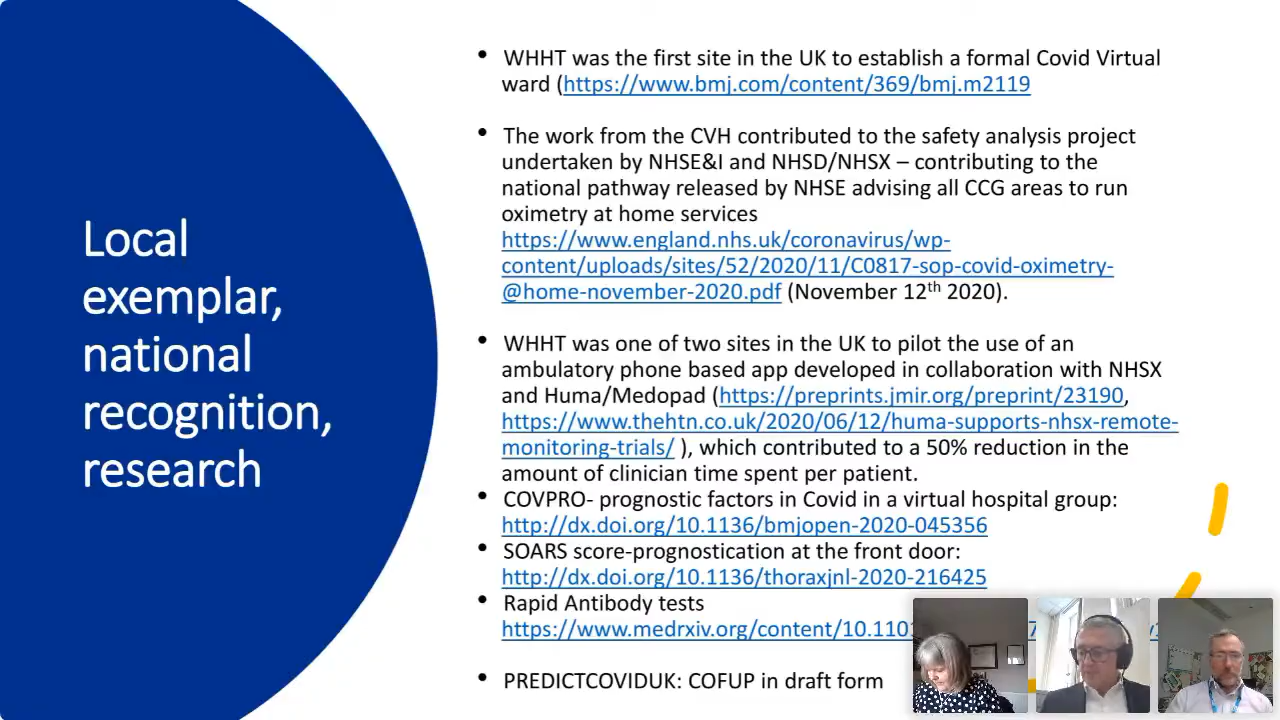 Local
exemplar,
national
recognition,
research
• WHHT was the first site in the UK to establish a formal Covid Virtual
ward (https://www.bmj.com/content/369/bmj.m2119
• The work from the CVH contributed to the safety analysis project
undertaken by NHSE&I and NHSD/NHSX – contributing to the
national pathway released by NHSE advising all CCG areas to run
oximetry at home services
https://www.england.nhs.uk/coronavirus/wp-
content/uploads/sites/52/2020/11/C0817-sop-covid-oximetry-
@home-november-2020.pdf (November 12th 2020).
• WHHT was one of two sites in the UK to pilot the use of an
ambulatory phone based app developed in collaboration with NHSX
and Huma/Medopad (https://preprints.jmir.org/preprint/23190,
https://www.thehtn.co.uk/2020/06/12/huma-supports-nhsx-remote-
monitoring-trials/ ), which contributed to a 50% reduction in the
amount of clinician time spent per patient.
• COVPRO- prognostic factors in Covid in a virtual hospital group:
http://dx.doi.org/10.1136/bmjopen-2020-045356
• SOARS score-prognostication at the front door:
http://dx.doi.org/10.1136/thoraxjnl-2020-216425
• Rapid Antibody tests
https://www.medrxiv.org/content/10.110
• PREDICTCOVIDUK: COFUP in draft form